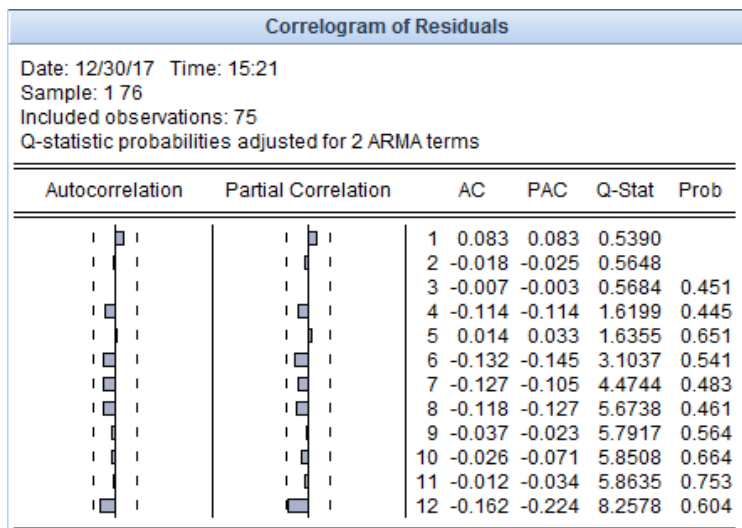 Correlogram of Residuals
Date: 12/30/17 Time: 15:21
Sample: 1 76
Included observations: 75
Q-statistic probabilities adjusted for 2 ARMA terms
Autocorrelation Partial Correlation AC PAC Q-Stat Prob
1 0.083 0.083 0.5390
2 -0.018 -0.025 0.5648
3 -0.007 -0.003 0.5684 0.451
4 -0.114 -0.114 1.6199 0.445
5 0.014 0.033 1.6355 0.651
6 -0.132 -0.145 3.1037 0.541
7 -0.127 -0.105 4.4744 0.483
8 -0.118 -0.127 5.6738 0.461
9 -0.037 -0.023 5.7917 0.564
10 -0.026 -0.071 5.8508 0.664
11 -0.012 -0.034 5.8635 0.753
12 -0.162 -0.224 8.2578 0.604